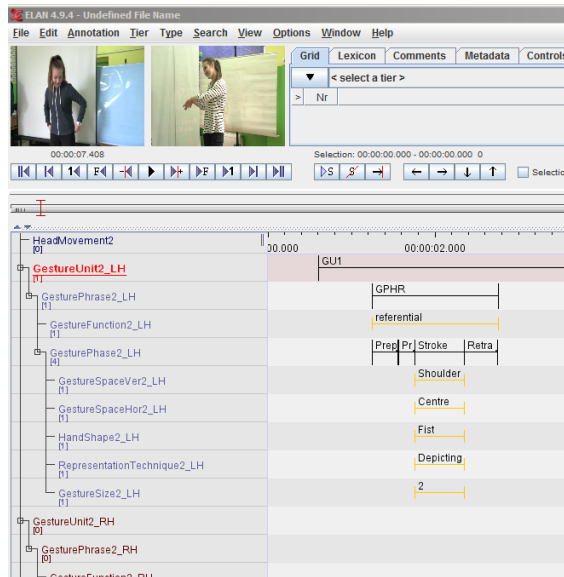 ELAN 4.9.4 - Undefined File Name
File Edit Annotation Tier Type Search View Options Window Help
Grid Lexicon Comments Metadata Controls
▼ < select a tier >
> Nr
00:00:07.408
Selection: 00:00:00.000 - 00:00:00.000 0
1 F F 1 S S Selectio
HeadMovement2
[0]
00.000 00:00:02.000
GestureUnit2_LH
[1]
GU1
GesturePhrase2_LH
[1]
GPHR
GestureFunction2_LH
[1]
referential
GesturePhase2_LH
[4]
Prep Pr Stroke Retra
GestureSpaceVer2_LH
[1]
Shoulder
GestureSpaceHor2_LH
[1]
Centre
HandShape2_LH
[1]
Fist
RepresentationTechnique2_LH
[1]
Depicting
GestureSize2_LH
[1]
2
GestureUnit2_RH
[0]
GesturePhrase2_RH
[0]
GestureFunction2_RH